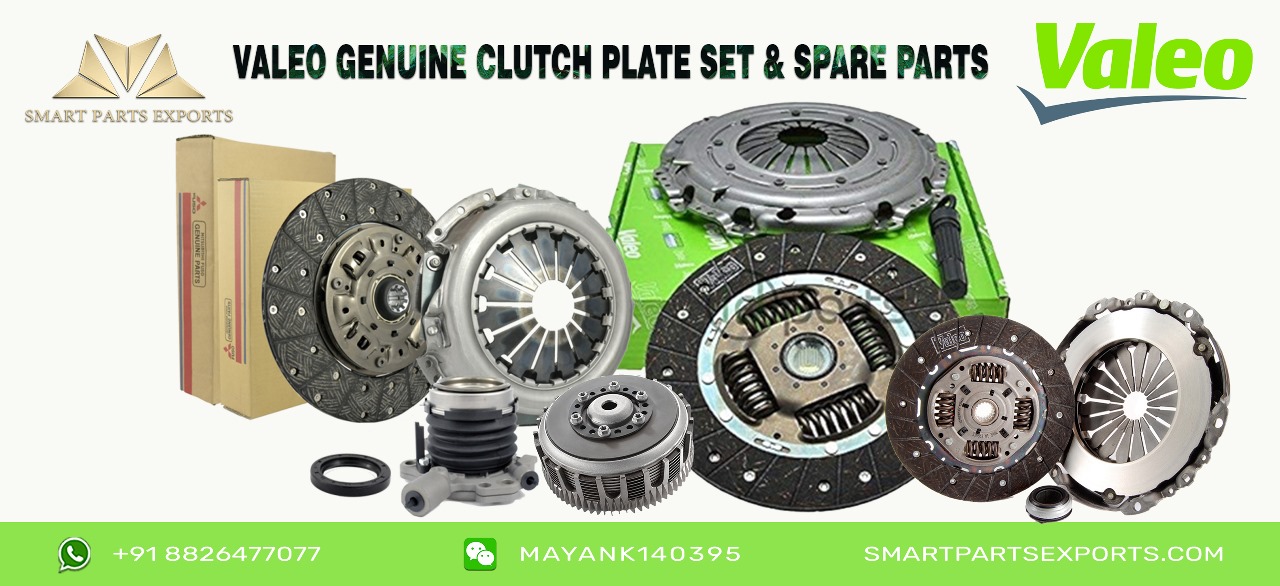 SMART PARTS EXPORTS
VALEO GENUINE CLUTCH PLATE SET & SPARE PARTS
Valeo
GENUINE PARTS
Valeo
Valeo
Valeo
+91 8826477077
MAYANK140395
SMARTPARTSEXPORTS.COM